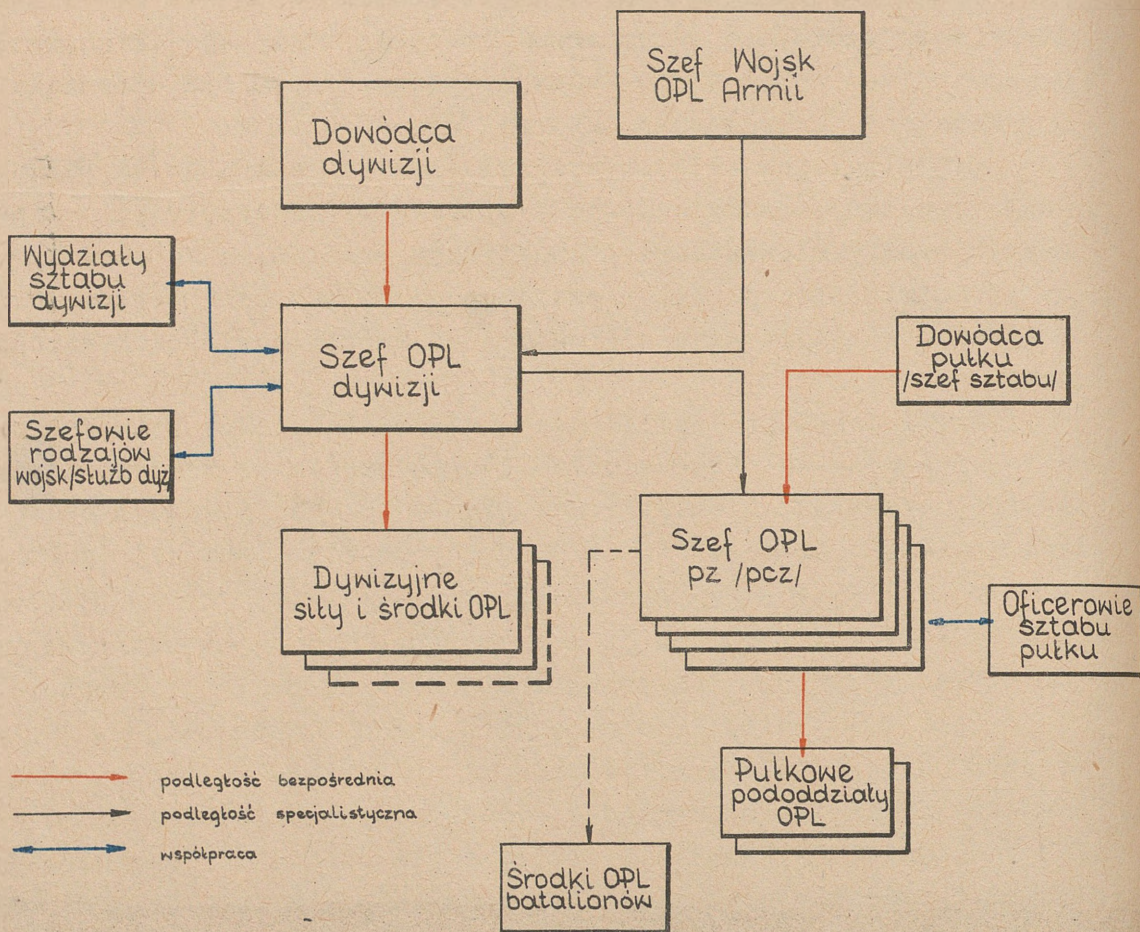 Szef Wojsk
OPL Armii
Dowódca
dywizji
Wydziały
sztabu
dywizji
Szef OPL
dywizji
Dowódca
pułku
/szef sztabu/
Szefowie
rodzajów
wojsk/służb dyż
Dywizyjne
siły i środki OPL
Szef OPL
pz /pcz/
Oficerowie
sztabu
pułku
Pułkowe
pododdziały
OPL
Środki OPL
batalionów
podległość bezpośrednia
podległość specjalistyczna
współpraca